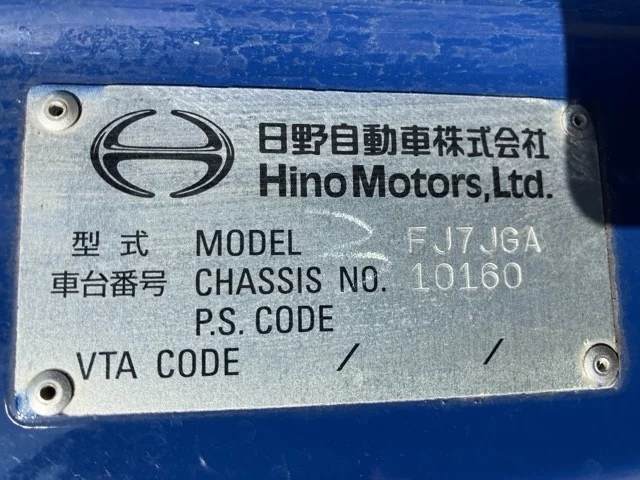 日野自動車株式会社
Hino Motors, Ltd.
型式 MODEL FJ7JGA
車台番号 CHASSIS NO. 10160
P.S. CODE
VTA CODE / /